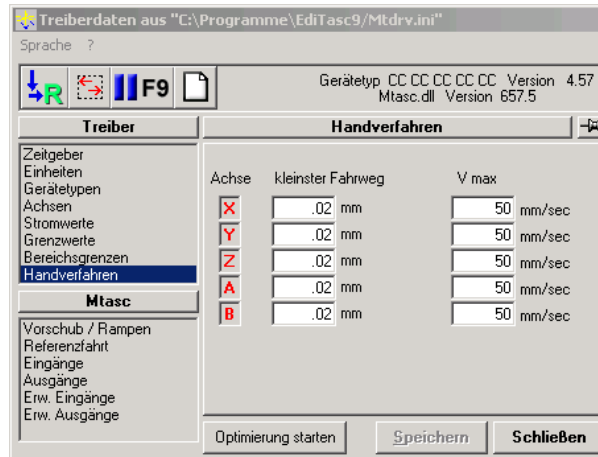 Treiberdaten aus "C:\Programme\EdiTasc9/Mtdrv.ini"
Sprache ?
R F9 Gerätetyp CC CC CC CC CC Version 4.57
Mtasc.dll Version 657.5
Treiber
Zeitgeber
Einheiten
Gerätetypen
Achsen
Stromwerte
Grenzwerte
Bereichsgrenzen
Handverfahren
Mtasc
Vorschub / Rampen
Referenzfahrt
Eingänge
Ausgänge
Erw. Eingänge
Erw. Ausgänge
Handverfahren
Achse kleinster Fahrweg V max
X .02 mm 50 mm/sec
Y .02 mm 50 mm/sec
Z .02 mm 50 mm/sec
A .02 mm 50 mm/sec
B .02 mm 50 mm/sec
Optimierung starten Speichern Schließen